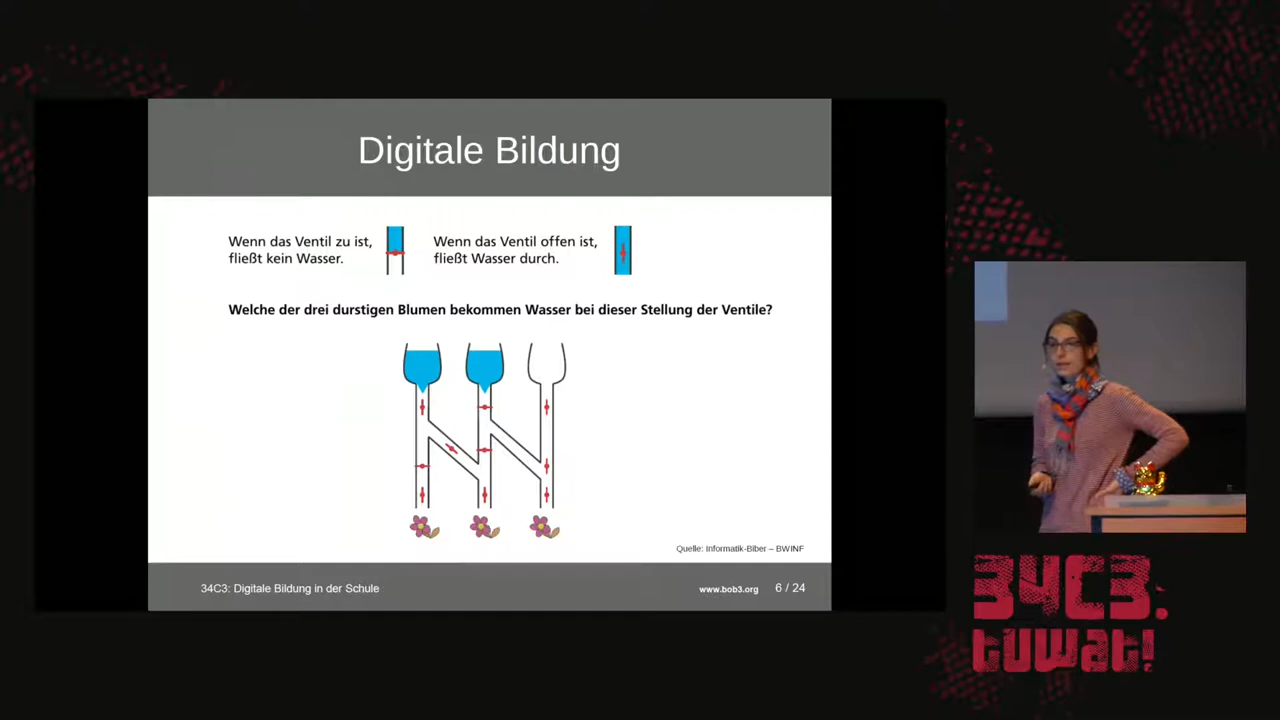 Digitale Bildung
Wenn das Ventil zu ist,
fließt kein Wasser.
Wenn das Ventil offen ist,
fließt Wasser durch.
Welche der drei durstigen Blumen bekommen Wasser bei dieser Stellung der Ventile?
Quelle: Informatik-Biber – BWINF
34C3: Digitale Bildung in der Schule
www.bob3.org
6 / 24
34C3:
tuwat!